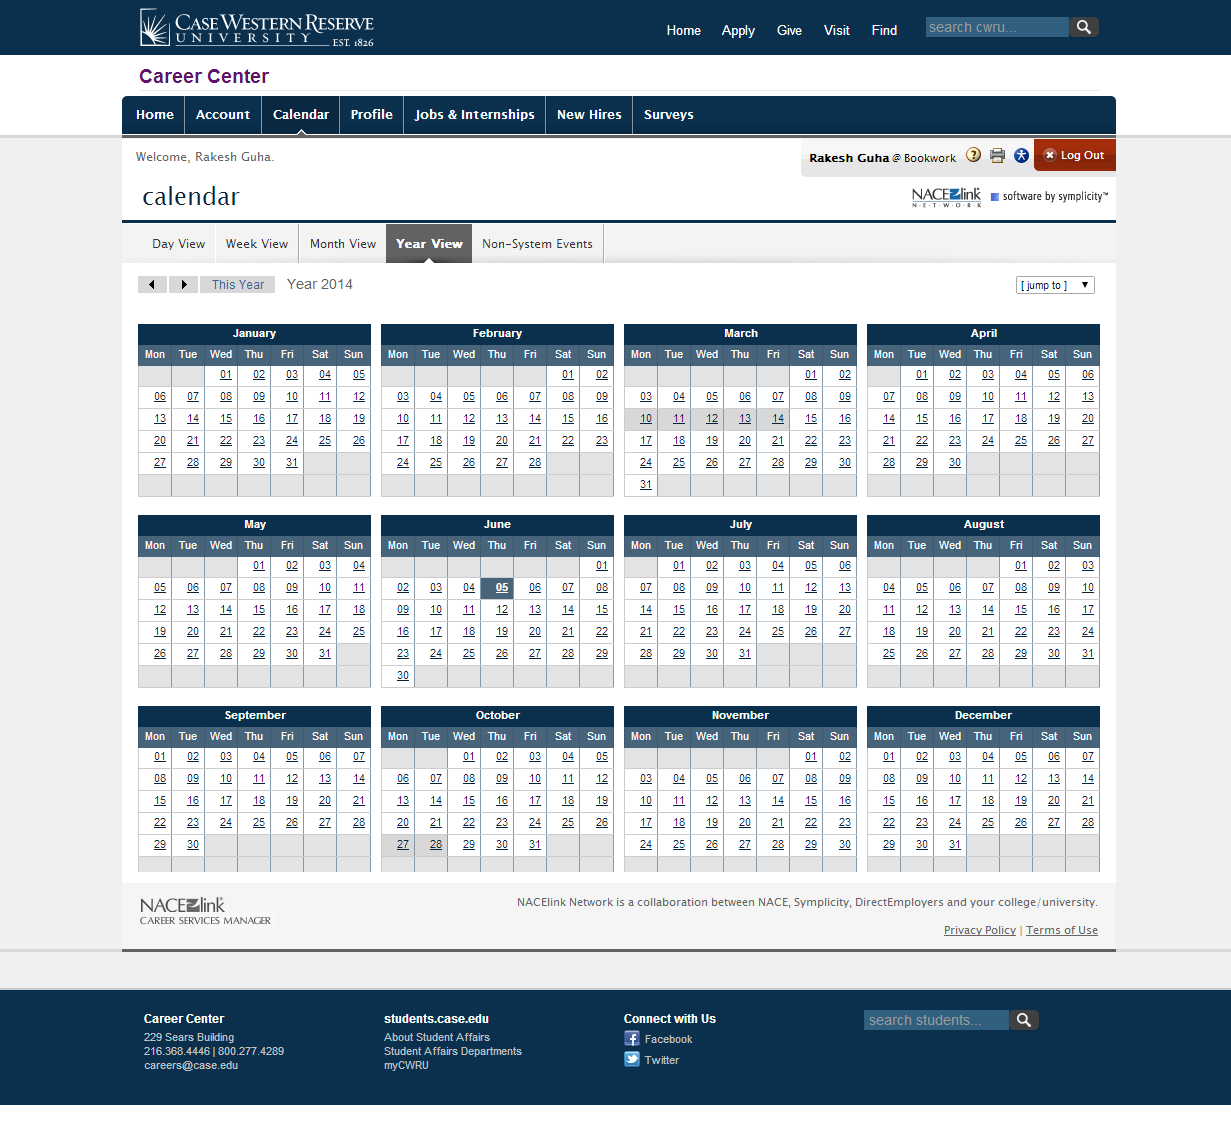 CASE WESTERN RESERVE
UNIVERSITY EST. 1826
Home Apply Give Visit Find search cwru...
Career Center
Home Account Calendar Profile Jobs & Internships New Hires Surveys
Welcome, Rakesh Guha. Rakesh Guha @ Bookwork ? Log Out
calendar
NACElink NETWORK software by symplicity™
Day View Week View Month View Year View Non-System Events
This Year Year 2014 [ jump to ]
January February March April
Mon Tue Wed Thu Fri Sat Sun Mon Tue Wed Thu Fri Sat Sun Mon Tue Wed Thu Fri Sat Sun Mon Tue Wed Thu Fri Sat Sun
01 02 03 04 05 01 02 01 02 01 02 03 04 05 06
06 07 08 09 10 11 12 03 04 05 06 07 08 09 03 04 05 06 07 08 09 07 08 09 10 11 12 13
13 14 15 16 17 18 19 10 11 12 13 14 15 16 10 11 12 13 14 15 16 14 15 16 17 18 19 20
20 21 22 23 24 25 26 17 18 19 20 21 22 23 17 18 19 20 21 22 23 21 22 23 24 25 26 27
27 28 29 30 31 24 25 26 27 28 24 25 26 27 28 29 30 28 29 30
31
May June July August
Mon Tue Wed Thu Fri Sat Sun Mon Tue Wed Thu Fri Sat Sun Mon Tue Wed Thu Fri Sat Sun Mon Tue Wed Thu Fri Sat Sun
01 02 03 04 01 01 02 03 04 05 06 01 02 03
05 06 07 08 09 10 11 02 03 04 05 06 07 08 07 08 09 10 11 12 13 04 05 06 07 08 09 10
12 13 14 15 16 17 18 09 10 11 12 13 14 15 14 15 16 17 18 19 20 11 12 13 14 15 16 17
19 20 21 22 23 24 25 16 17 18 19 20 21 22 21 22 23 24 25 26 27 18 19 20 21 22 23 24
26 27 28 29 30 31 23 24 25 26 27 28 29 28 29 30 31 25 26 27 28 29 30 31
30
September October November December
Mon Tue Wed Thu Fri Sat Sun Mon Tue Wed Thu Fri Sat Sun Mon Tue Wed Thu Fri Sat Sun Mon Tue Wed Thu Fri Sat Sun
01 02 03 04 05 06 07 01 02 03 04 05 01 02 01 02 03 04 05 06 07
08 09 10 11 12 13 14 06 07 08 09 10 11 12 03 04 05 06 07 08 09 08 09 10 11 12 13 14
15 16 17 18 19 20 21 13 14 15 16 17 18 19 10 11 12 13 14 15 16 15 16 17 18 19 20 21
22 23 24 25 26 27 28 20 21 22 23 24 25 26 17 18 19 20 21 22 23 22 23 24 25 26 27 28
29 30 27 28 29 30 31 24 25 26 27 28 29 30 29 30 31
NACElink
CAREER SERVICES MANAGER
NACElink Network is a collaboration between NACE, Symplicity, DirectEmployers and your college/university.
Privacy Policy | Terms of Use
Career Center students.case.edu Connect with Us search students...
229 Sears Building About Student Affairs Facebook
216.368.4446 | 800.277.4289 Student Affairs Departments
careers@case.edu myCWRU Twitter